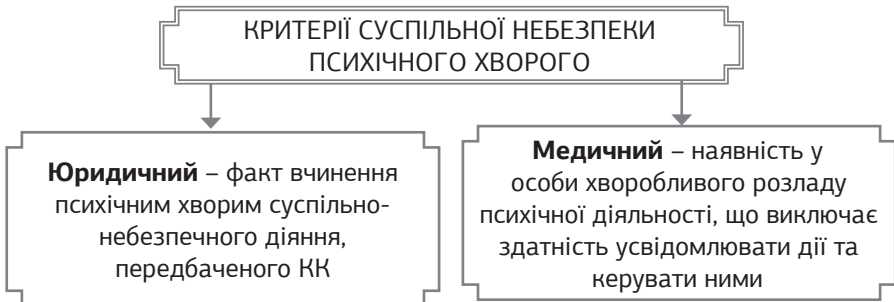 КРИТЕРІЇ СУСПІЛЬНОЇ НЕБЕЗПЕКИ
ПСИХІЧНОГО ХВОРОГО
Юридичний – факт вчинення
психічним хворим суспільно-
небезпечного діяння,
передбаченого КК
Медичний – наявність у
особи хворобливого розладу
психічної діяльності, що виключає
здатність усвідомлювати дії та
керувати ними